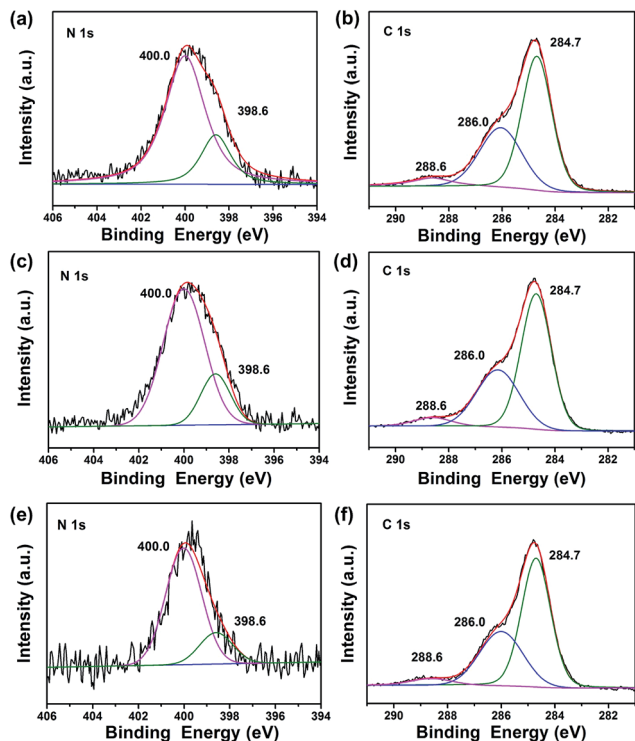 (a)
N 1s
400.0
398.6
Intensity (a.u.)
406 404 402 400 398 396 394
Binding Energy (eV)
(b)
C 1s
284.7
286.0
288.6
Intensity (a.u.)
290 288 286 284 282
Binding Energy (eV)
(c)
N 1s
400.0
398.6
Intensity (a.u.)
406 404 402 400 398 396 394
Binding Energy (eV)
(d)
C 1s
284.7
286.0
288.6
Intensity (a.u.)
290 288 286 284 282
Binding Energy (eV)
(e)
N 1s
400.0
398.6
Intensity (a.u.)
406 404 402 400 398 396 394
Binding Energy (eV)
(f)
C 1s
284.7
286.0
288.6
Intensity (a.u.)
290 288 286 284 282
Binding Energy (eV)